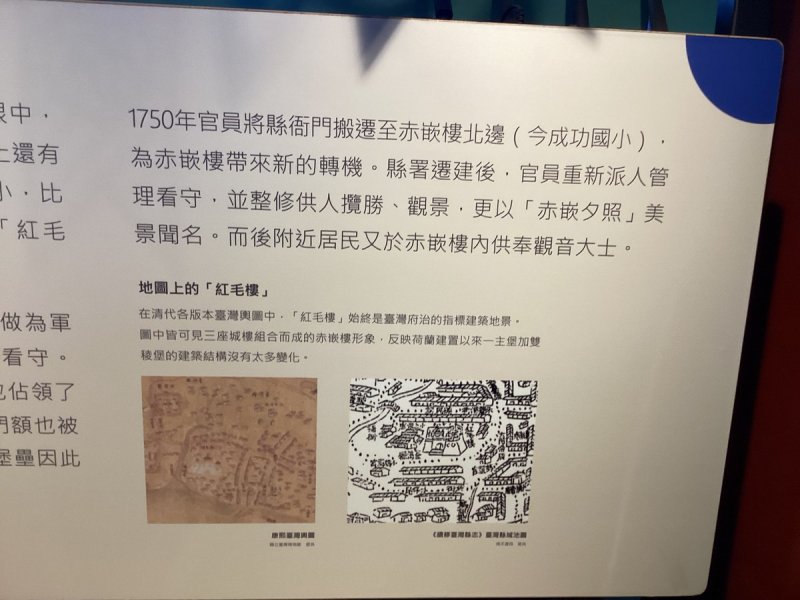 眼中，
上還有
小，比
「紅毛
做為軍
看守。
也佔領了
門額也被
堡壘因此
1750年官員將縣衙門搬遷至赤嵌樓北邊（今成功國小），
為赤嵌樓帶來新的轉機。縣署遷建後，官員重新派人管
理看守，並整修供人攬勝、觀景，更以「赤嵌夕照」美
景聞名。而後附近居民又於赤嵌樓內供奉觀音大士。
地圖上的「紅毛樓」
在清代各版本臺灣輿圖中，「紅毛樓」始終是臺灣府治的指標建築地景。
圖中皆可見三座城樓組合而成的赤嵌樓形象，反映荷蘭建置以來一主堡加雙
稜堡的建築結構沒有太多變化。
康熙臺灣輿圖
國立臺灣博物館 提供
《續修臺灣縣志》臺灣縣城池圖